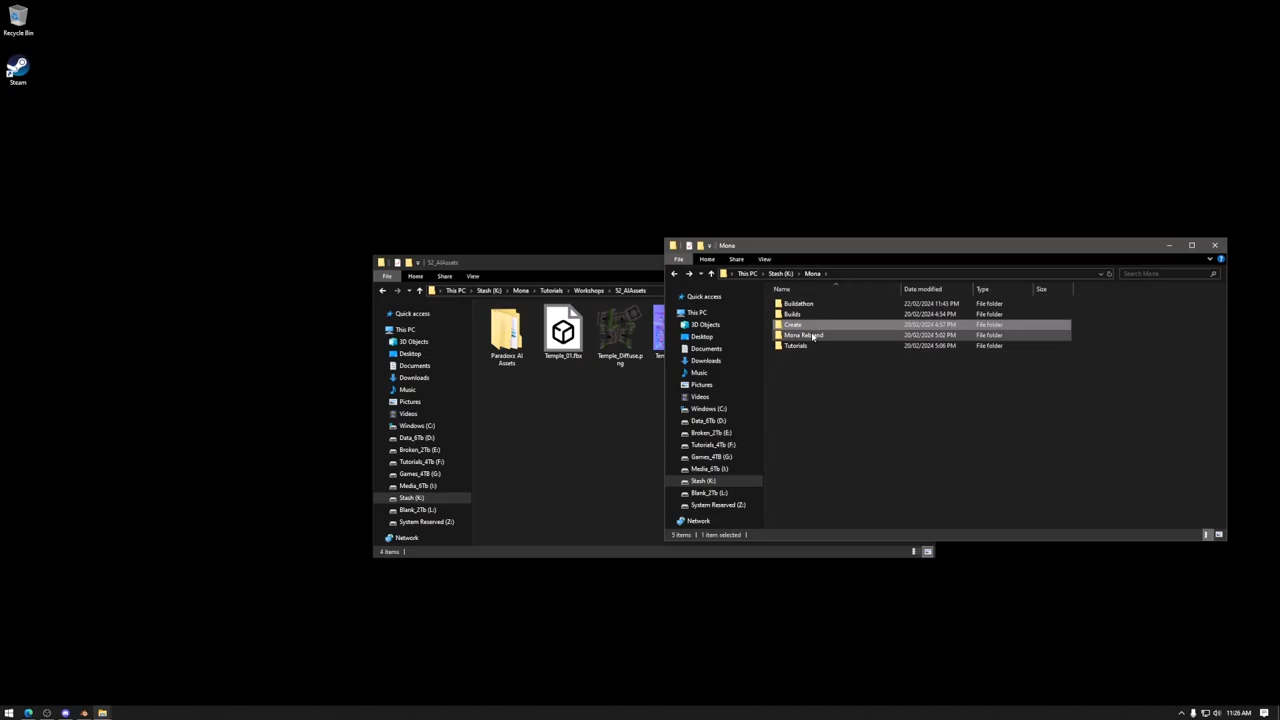 Recycle Bin
Steam
52_AIAssets
File Home Share View
This PC Stash (K:) Mona Tutorials Workshops 52_AIAssets
Quick access
This PC
3D Objects
Desktop
Documents
Downloads
Music
Pictures
Videos
Windows (C:)
Data_6Tb (D:)
Broken_2Tb (E:)
Tutorials_4Tb (F:)
Games_4TB (G:)
Media_6Tb (I:)
Stash (K:)
Blank_2Tb (L:)
System Reserved (Z:)
Network
Paradoxx AI
Assets
Temple_01.fbx
Temple_Diffuse.p
ng
4 items
Mona
File Home Share View
This PC Stash (K:) Mona
Search Mona
Quick access
This PC
3D Objects
Desktop
Documents
Downloads
Music
Pictures
Videos
Windows (C:)
Data_6Tb (D:)
Broken_2Tb (E:)
Tutorials_4Tb (F:)
Games_4TB (G:)
Media_6Tb (I:)
Stash (K:)
Blank_2Tb (L:)
System Reserved (Z:)
Network
Name Date modified Type Size
Buildathon 22/02/2024 11:43 PM File folder
Builds 20/02/2024 4:54 PM File folder
Create 20/02/2024 4:57 PM File folder
Mona Rebrand 20/02/2024 5:02 PM File folder
Tutorials 20/02/2024 5:06 PM File folder
5 items 1 item selected
11:26 AM